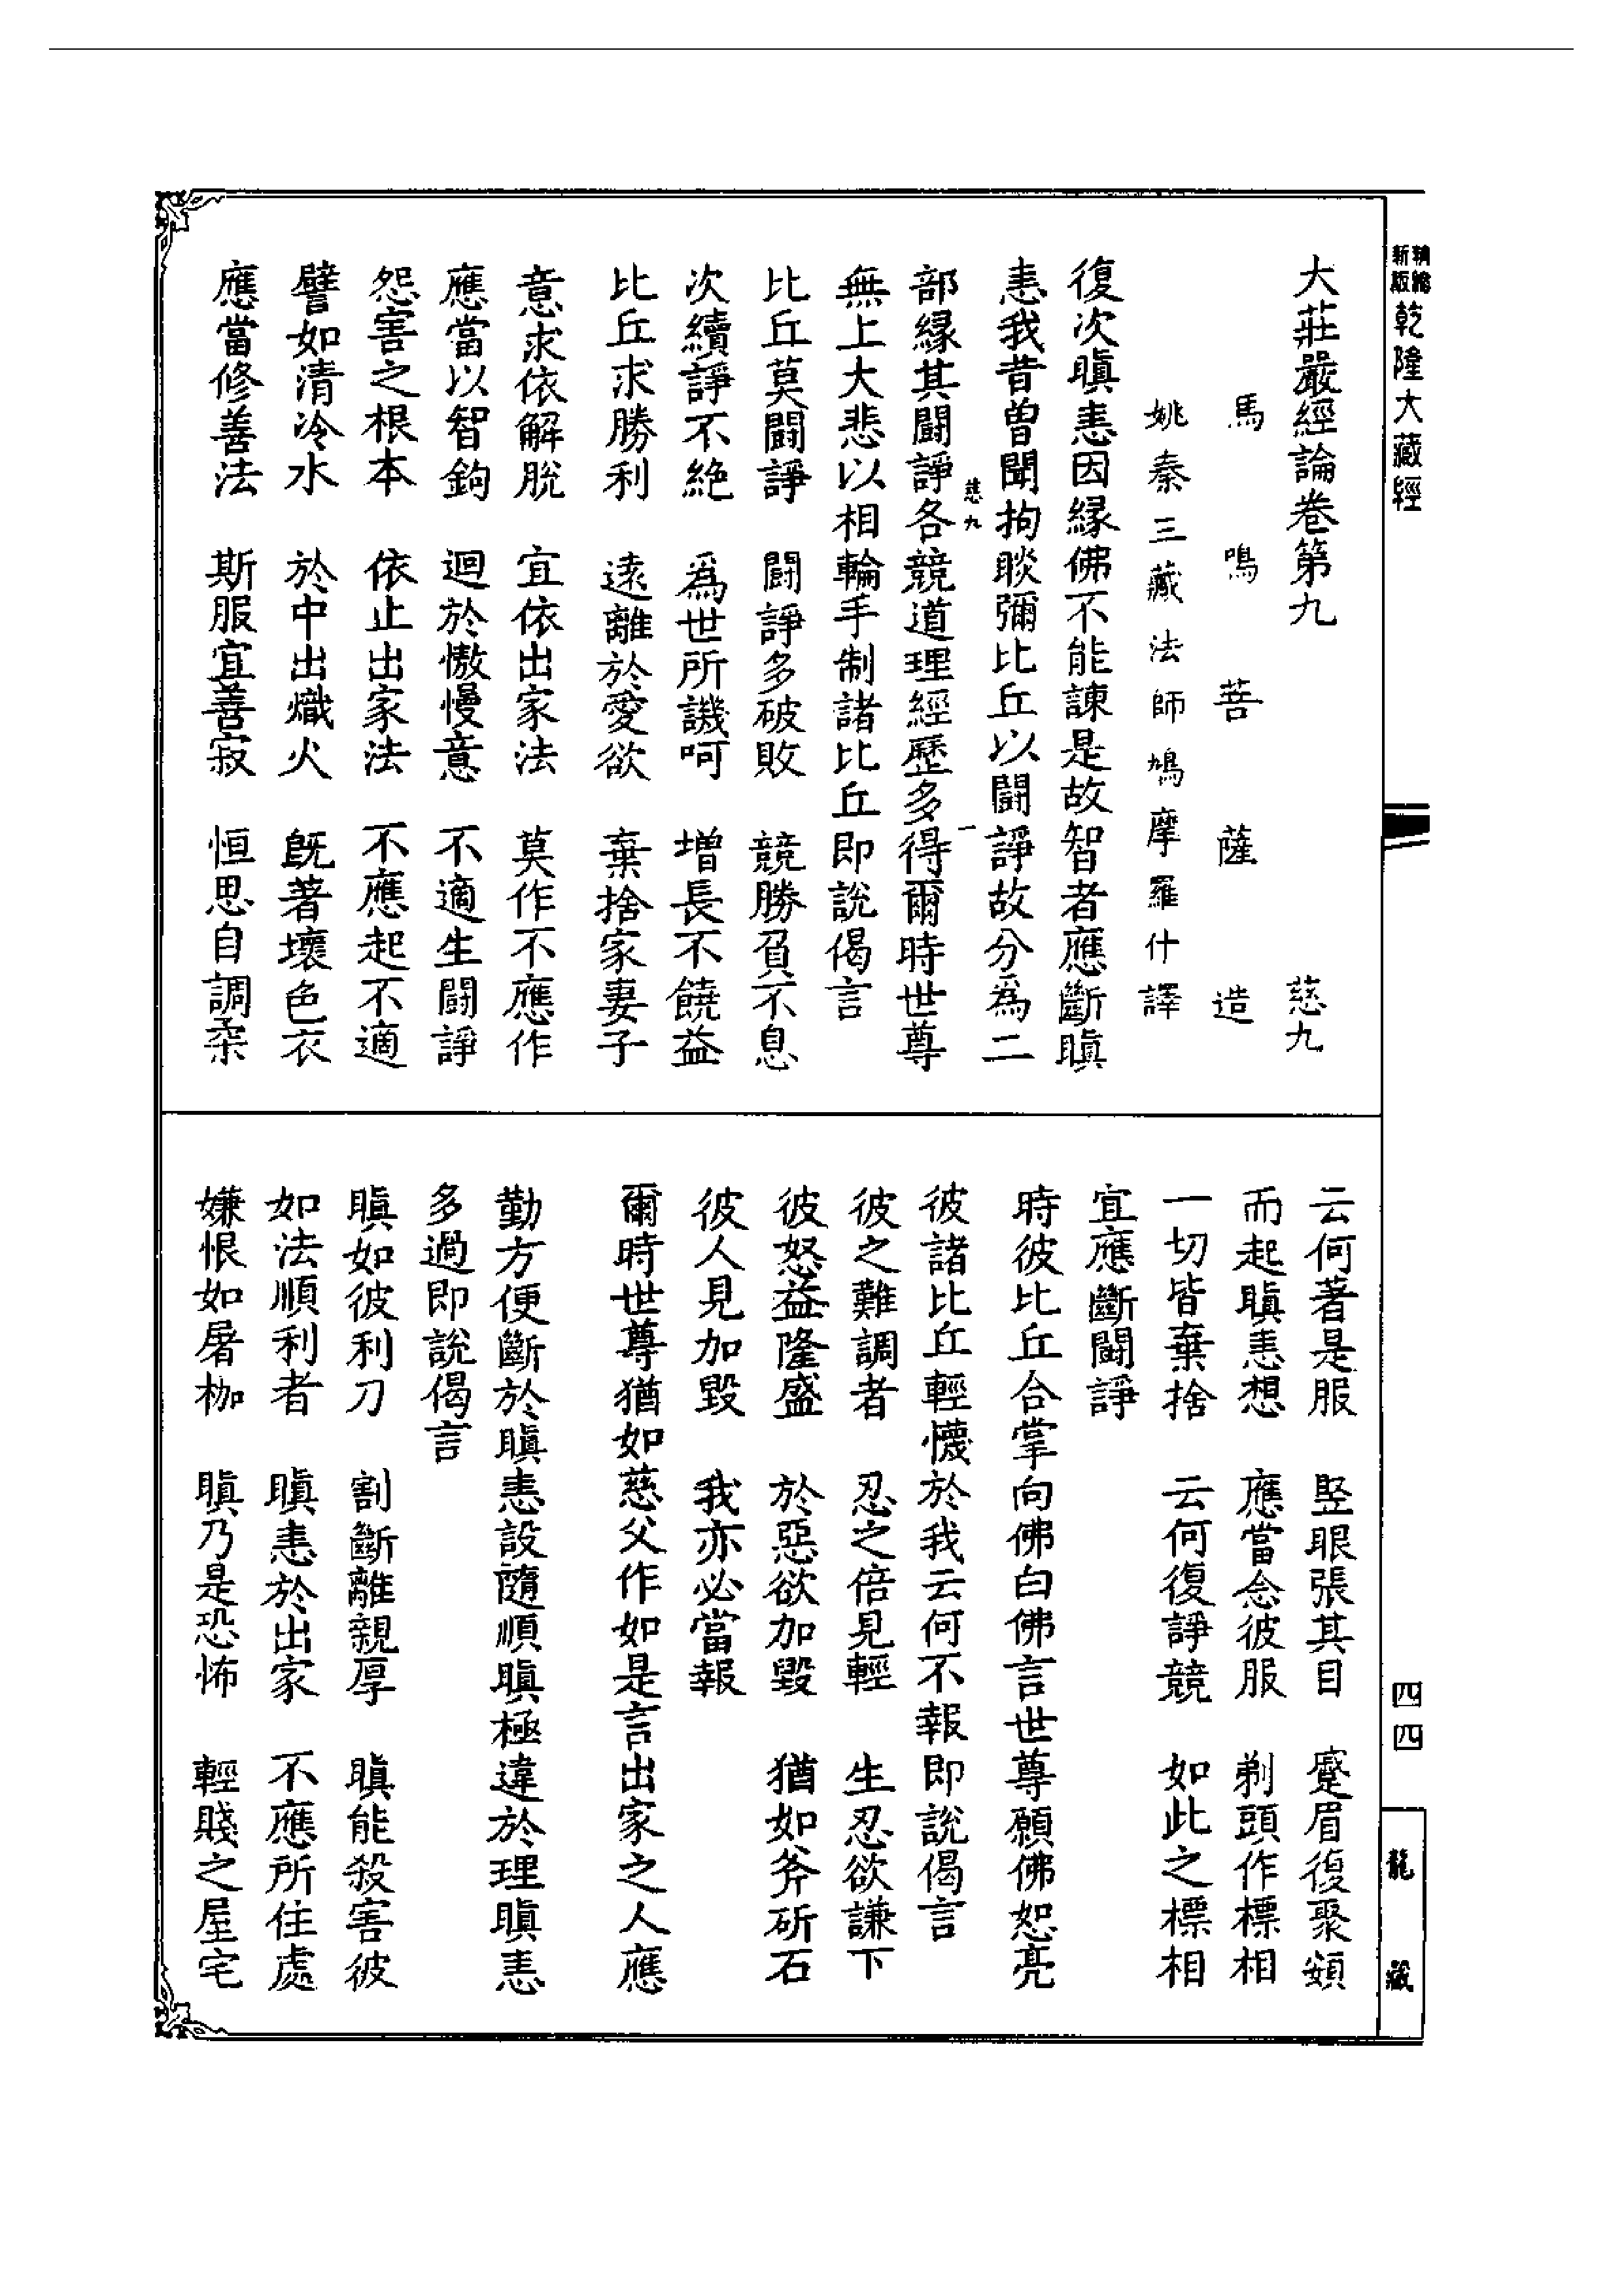 精縮
新版
乾隆大藏經
四四
龍藏
大莊嚴經論卷第九 慈九
馬鳴菩薩造
姚秦三藏法師鳩摩羅什譯
復次瞋恚因緣佛不能諫是故智者應斷瞋
恚我昔曽聞拘睒彌比丘以鬪諍故分為二
慈九 一
部緣其鬪諍各競道理經歷多得爾時世尊
無上大悲以相輪手制諸比丘即說偈言
比丘莫鬪諍 鬪諍多破敗 競勝負不息
次續諍不絶 爲世所譏呵 增長不饒益
比丘求勝利 遠離於愛欲 棄捨家妻子
意求依解脫 宜依出家法 莫作不應作
應當以智鉤 迴於慠慢意 不適生鬪諍
怨害之根本 依止出家法 不應起不適
譬如清冷水 於中出熾火 旣著壞色衣
應當修善法 斯服宜善寂 恒思自調柔
云何著是服 堅眼張其目 蹙眉復聚頞
而起瞋恚想 應當念彼服 剃頭作標相
一切皆棄捨 云何復諍競 如此之標相
宜應斷鬪諍
時彼比丘合掌向佛白佛言世尊願佛恕亮
彼諸比丘輕懱於我云何不報即說偈言
彼之難調者 忍之倍見輕 生忍欲謙下
彼怒益隆盛 於惡欲加毀 猶如斧斫石
彼人見加毀 我亦必當報
爾時世尊猶如慈父作如是言出家之人應
勤方便斷於瞋恚設隨順瞋極違於理瞋恚
多過即說偈言
瞋如彼利刀 割斷離親厚 瞋能殺害彼
如法順利者 瞋恚於出家 不應所住處
嫌恨如屠枷 瞋乃是恐怖 輕賤之屋宅